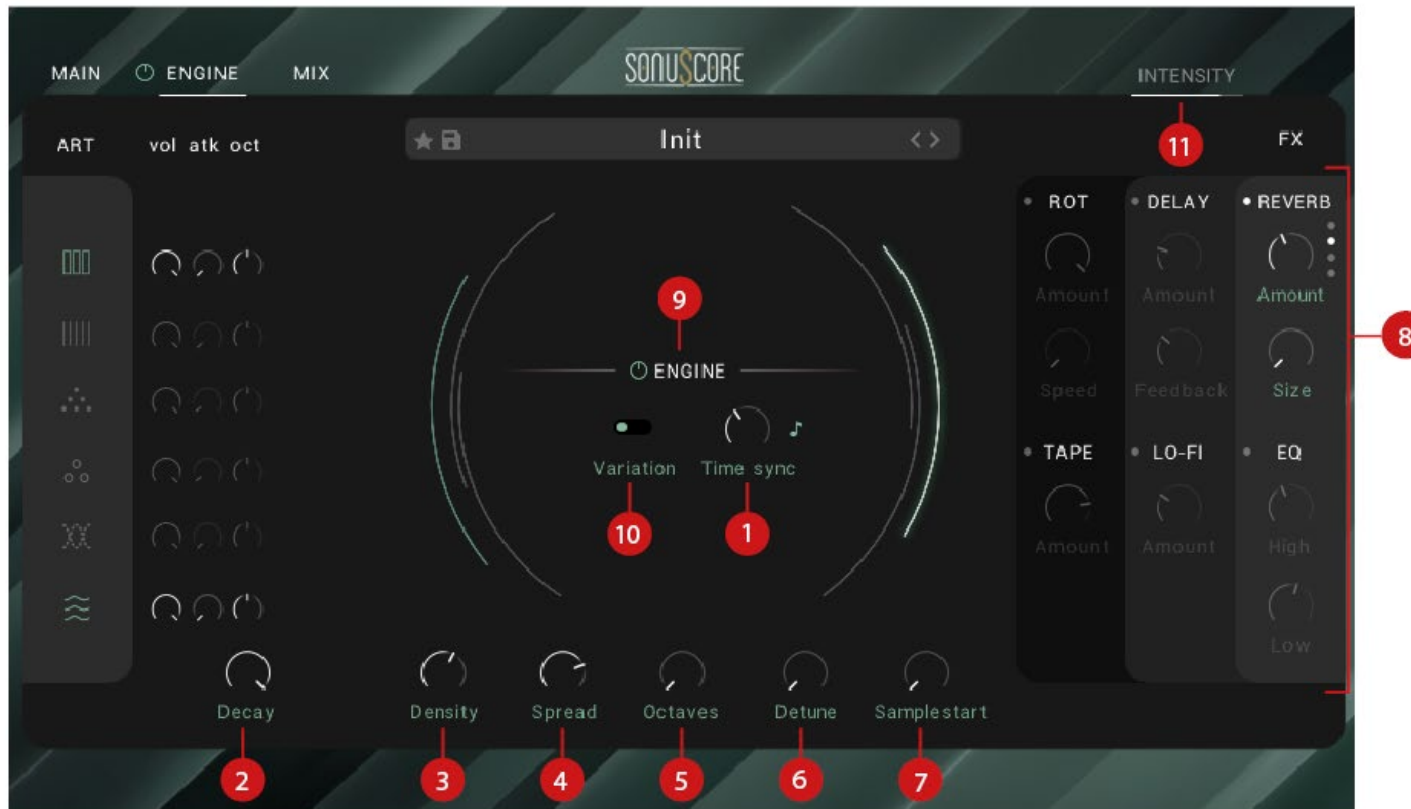 MAIN ENGINE MIX SONUSCORE INTENSITY
11
ART vol atk oct Init FX
ROT DELAY REVERB
9
Amount Amount Amount
8
ENGINE
Speed Feedback Size
Variation Time sync
TAPE LO-FI EQ
10 1
Amount Amount High
Low
Decay Density Spread Octaves Detune Samplestart
2 3 4 5 6 7